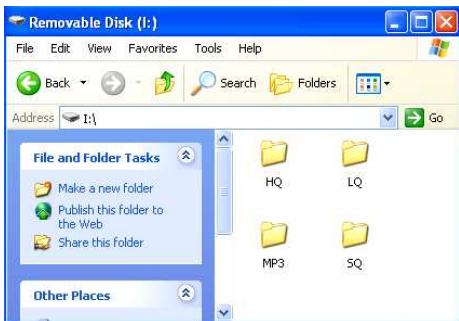 Removable Disk (I:)
File Edit View Favorites Tools Help
Back Search Folders
Address I:\ Go
File and Folder Tasks
Make a new folder
Publish this folder to
the Web
Share this folder
Other Places
HQ LQ
MP3 SQ